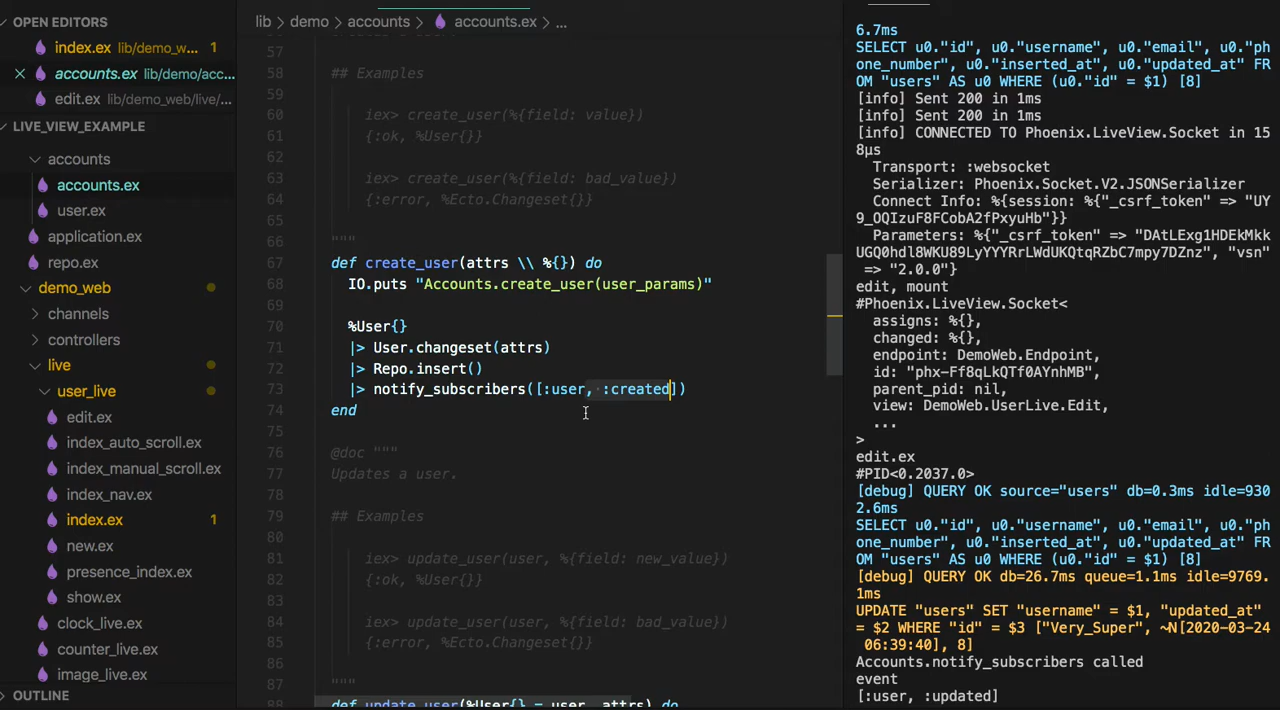 OPEN EDITORS
index.ex lib/demo_w... 1
accounts.ex lib/demo/acc...
edit.ex lib/demo_web/live/...
LIVE_VIEW_EXAMPLE
accounts
accounts.ex
user.ex
application.ex
repo.ex
demo_web
channels
controllers
live
user_live
edit.ex
index_auto_scroll.ex
index_manual_scroll.ex
index_nav.ex
index.ex 1
new.ex
presence_index.ex
show.ex
clock_live.ex
counter_live.ex
image_live.ex
OUTLINE
lib > demo > accounts > accounts.ex > ...
57
58 ## Examples
59
60 iex> create_user(%{field: value})
61 {:ok, %User{}}
62
63 iex> create_user(%{field: bad_value})
64 {:error, %Ecto.Changeset{}}
65
66 """
67 def create_user(attrs \\ %{}) do
68 IO.puts "Accounts.create_user(user_params)"
69
70 %User{}
71 |> User.changeset(attrs)
72 |> Repo.insert()
73 |> notify_subscribers([:user, :created])
74 end
75
76 @doc """
77 Updates a user.
78
79 ## Examples
80
81 iex> update_user(user, %{field: new_value})
82 {:ok, %User{}}
83
84 iex> update_user(user, %{field: bad_value})
85 {:error, %Ecto.Changeset{}}
86
87 """
88 def update_user(%User{} = user, attrs) do
6.7ms
SELECT u0."id", u0."username", u0."email", u0."ph
one_number", u0."inserted_at", u0."updated_at" FR
OM "users" AS u0 WHERE (u0."id" = $1) [8]
[info] Sent 200 in 1ms
[info] Sent 200 in 1ms
[info] CONNECTED TO Phoenix.LiveView.Socket in 15
8µs
Transport: :websocket
Serializer: Phoenix.Socket.V2.JSONSerializer
Connect Info: %{session: %{"_csrf_token" => "UY
9_OQIzuF8FCobA2fPxyuHb"}}
Parameters: %{"_csrf_token" => "DAtLExg1HDEkMkk
UGQ0hdl8WKU89LyYYYRrLWdUKQtqRZbC7mpy7DZnz", "vsn"
=> "2.0.0"}
edit, mount
#Phoenix.LiveView.Socket<
assigns: %{},
changed: %{},
endpoint: DemoWeb.Endpoint,
id: "phx-Ff8qLkQTf0AYnhMB",
parent_pid: nil,
view: DemoWeb.UserLive.Edit,
...
>
edit.ex
#PID<0.2037.0>
[debug] QUERY OK source="users" db=0.3ms idle=930
2.6ms
SELECT u0."id", u0."username", u0."email", u0."ph
one_number", u0."inserted_at", u0."updated_at" FR
OM "users" AS u0 WHERE (u0."id" = $1) [8]
[debug] QUERY OK db=26.7ms queue=1.1ms idle=9769.
1ms
UPDATE "users" SET "username" = $1, "updated_at"
= $2 WHERE "id" = $3 ["Very_Super", ~N[2020-03-24
06:39:40], 8]
Accounts.notify_subscribers called
event
[:user, :updated]